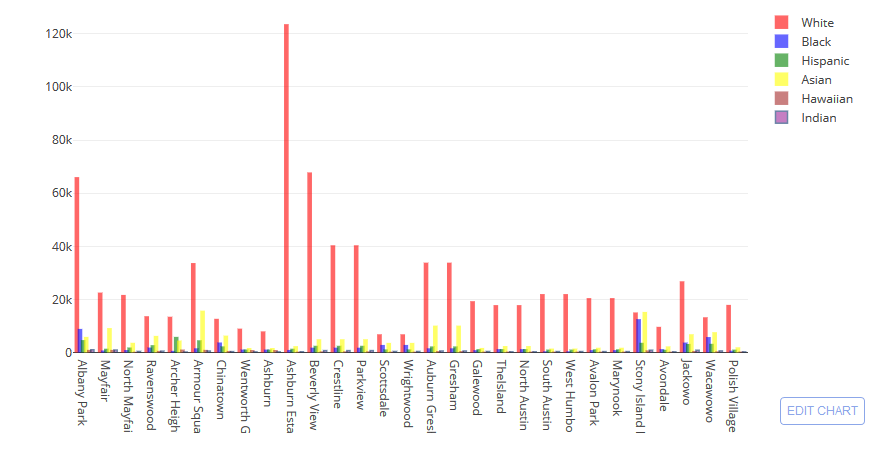 120k
100k
80k
60k
40k
20k
0
Albany Park
Mayfair
North Mayfai
Ravenswood
Archer Heigh
Armour Squa
Chinatown
Wentworth G
Ashburn
Ashburn Esta
Beverly View
Crestline
Parkview
Scottsdale
Wrightwood
Auburn Gresl
Gresham
Galewood
TheIsland
North Austin
South Austin
West Humbo
Avalon Park
Marynook
Stony Island I
Avondale
Jackowo
Wacawowo
Polish Village
White
Black
Hispanic
Asian
Hawaiian
Indian
EDIT CHART